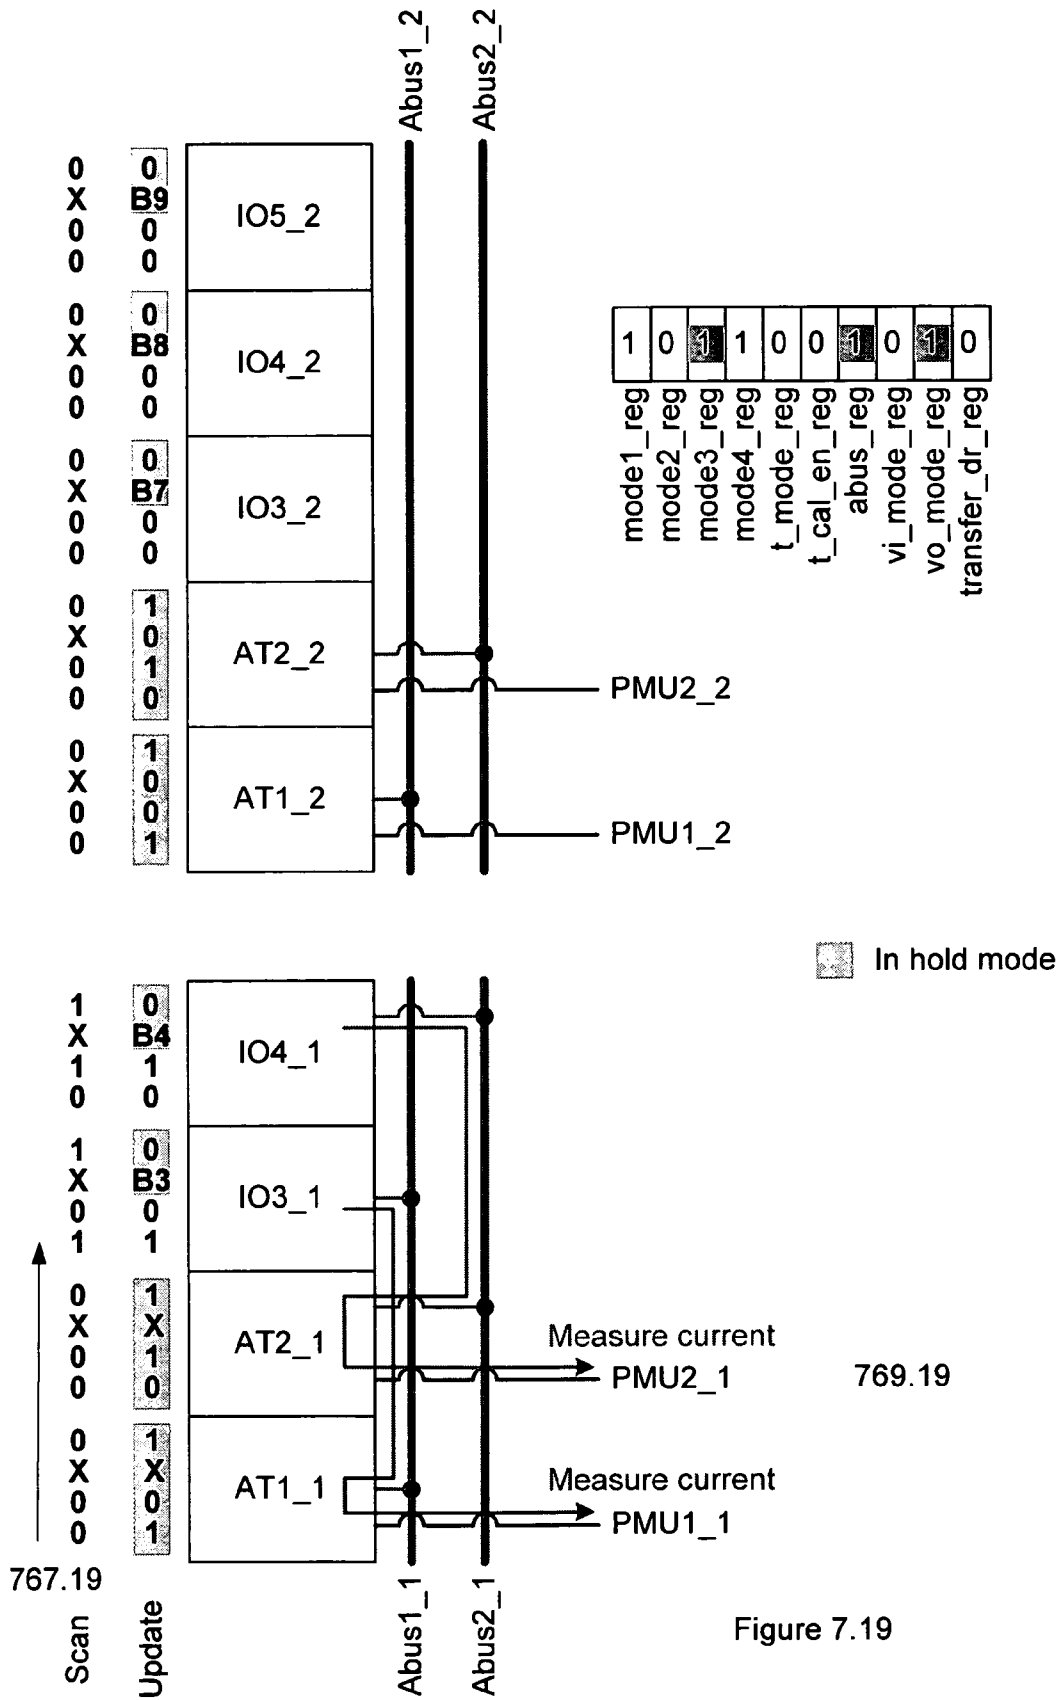 Abus1_2
Abus2_2
0 0
X B9
0 0
0 0
IO5_2
0 0
X B8
0 0
0 0
IO4_2
0 0
X B7
0 0
0 0
IO3_2
0 1
X 0
0 1
0 0
AT2_2
PMU2_2
0 1
X 0
0 0
0 1
AT1_2
PMU1_2
1 0 1 1 0 0 1 0 1 0
mode1_reg
mode2_reg
mode3_reg
mode4_reg
t_mode_reg
t_cal_en_reg
abus_reg
vi_mode_reg
vo_mode_reg
transfer_dr_reg
In hold mode
1 0
X B4
1 1
0 0
IO4_1
1 0
X B3
0 0
1 1
IO3_1
0 1
X X
0 1
0 0
AT2_1
Measure current
PMU2_1
769.19
0 1
X X
0 0
0 1
AT1_1
Measure current
PMU1_1
767.19
Scan
Update
Abus1_1
Abus2_1
Figure 7.19